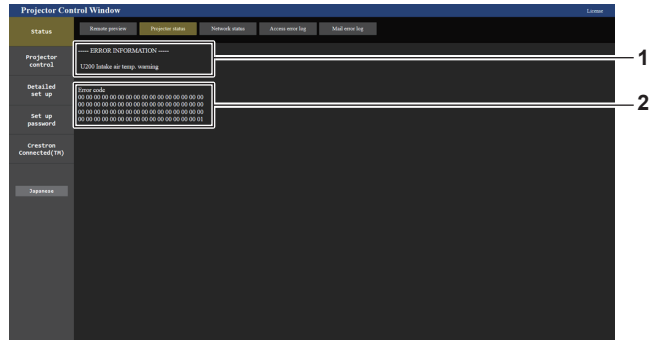 Projector Control Window
License
Status
Remote preview
Projector status
Network status
Access error log
Mail error log
Projector
control
Detailed
set up
Set up
password
Crestron
Connected(TM)
Japanese
----- ERROR INFORMATION -----
U200 Intake air temp. warning
Error code
00 00 00 00 00 00 00 00 00 00 00 00 00 00 00 00
00 00 00 00 00 00 00 00 00 00 00 00 00 00 00 00
00 00 00 00 00 00 00 00 00 00 00 00 00 00 00 00
00 00 00 00 00 00 00 00 00 00 00 00 00 00 00 01
1
2